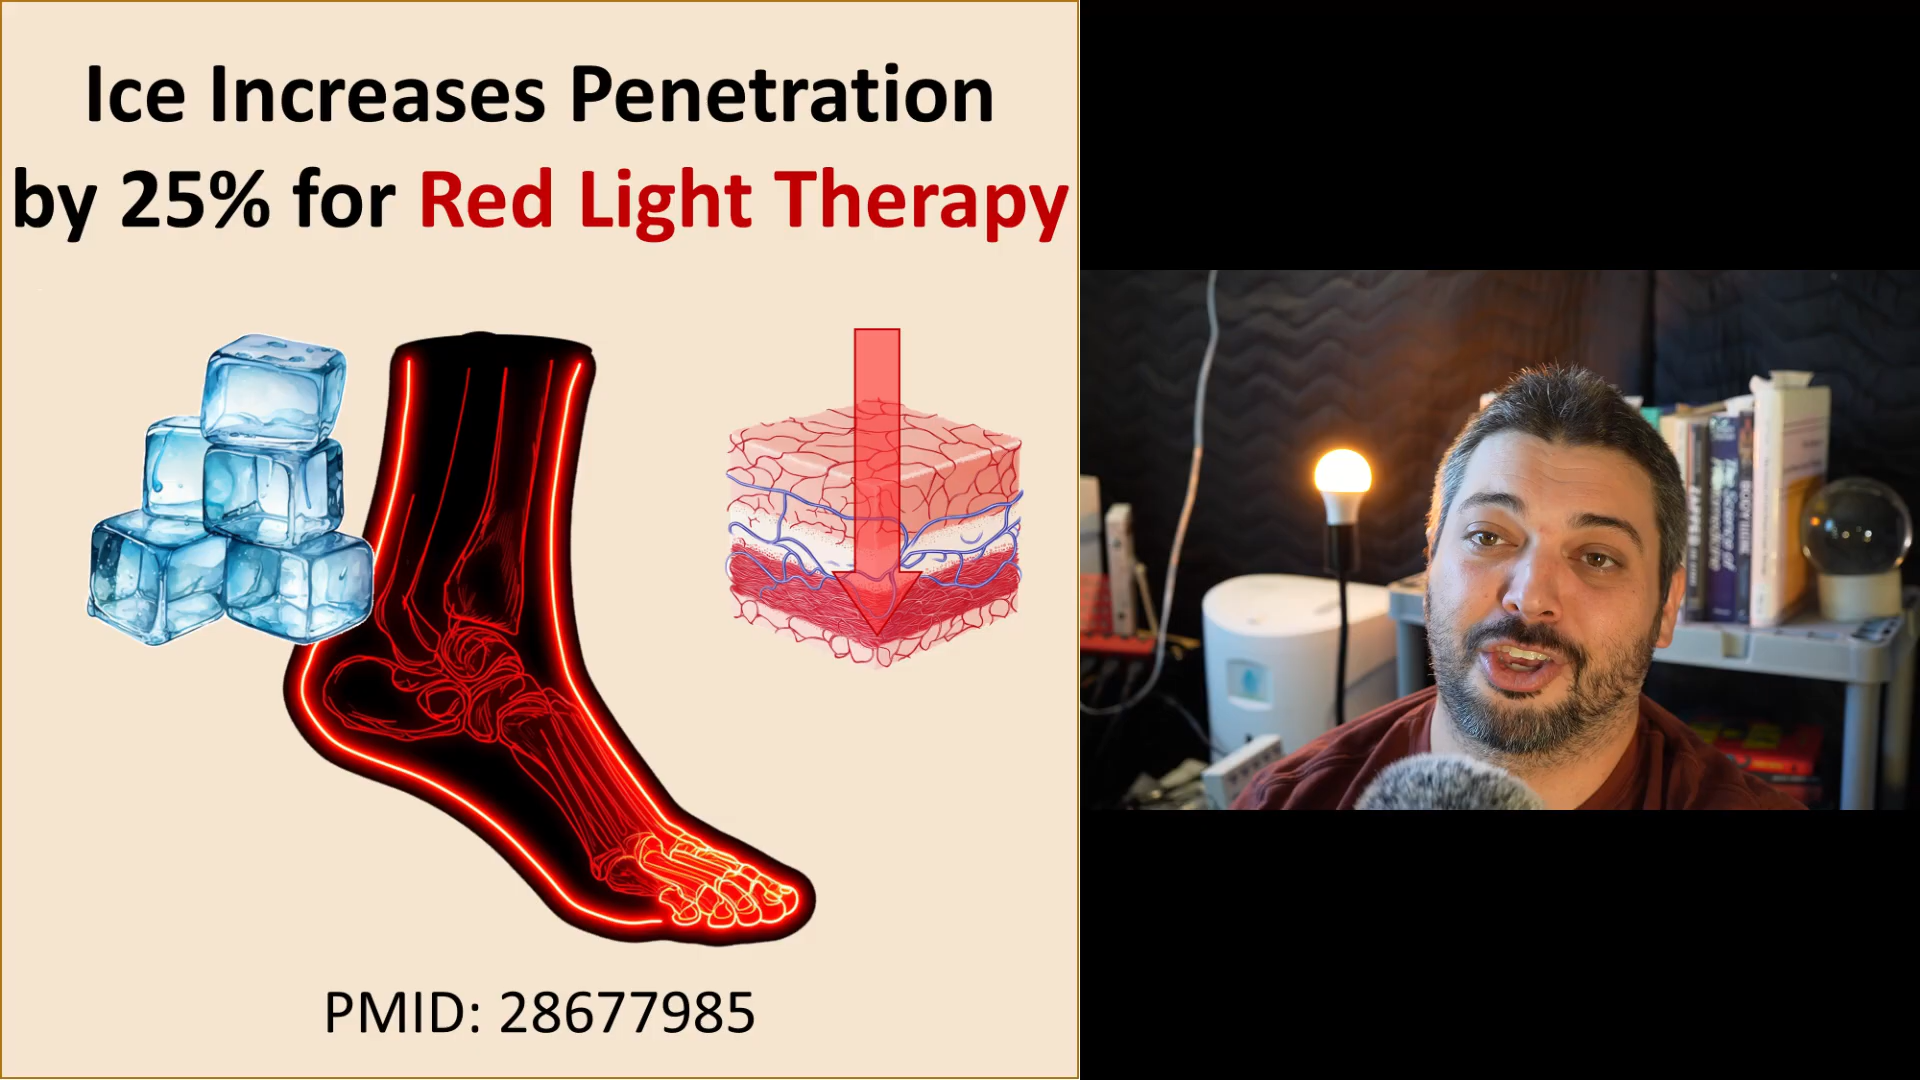 Ice Increases Penetration
by 25% for Red Light Therapy
PMID: 28677985